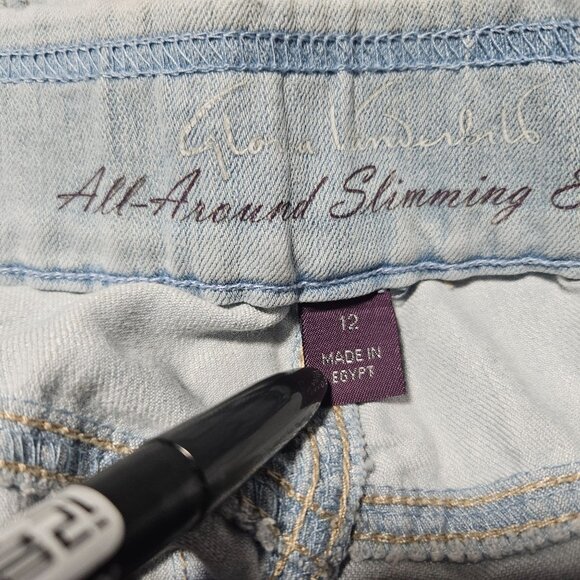 Gloria Vanderbilt
All-Around Slimming
12
MADE IN
EGYPT